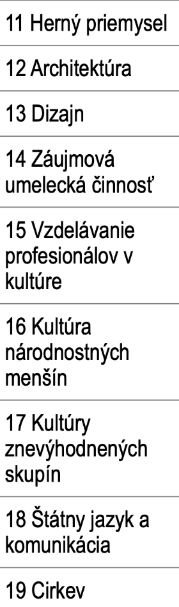 11 Herný priemysel
12 Architektúra
13 Dizajn
14 Záujmová
umelecká činnosť
15 Vzdelávanie
profesionálov v
kultúre
16 Kultúra
národnostných
menšín
17 Kultúry
znevýhodnených
skupín
18 Štátny jazyk a
komunikácia
19 Cirkev